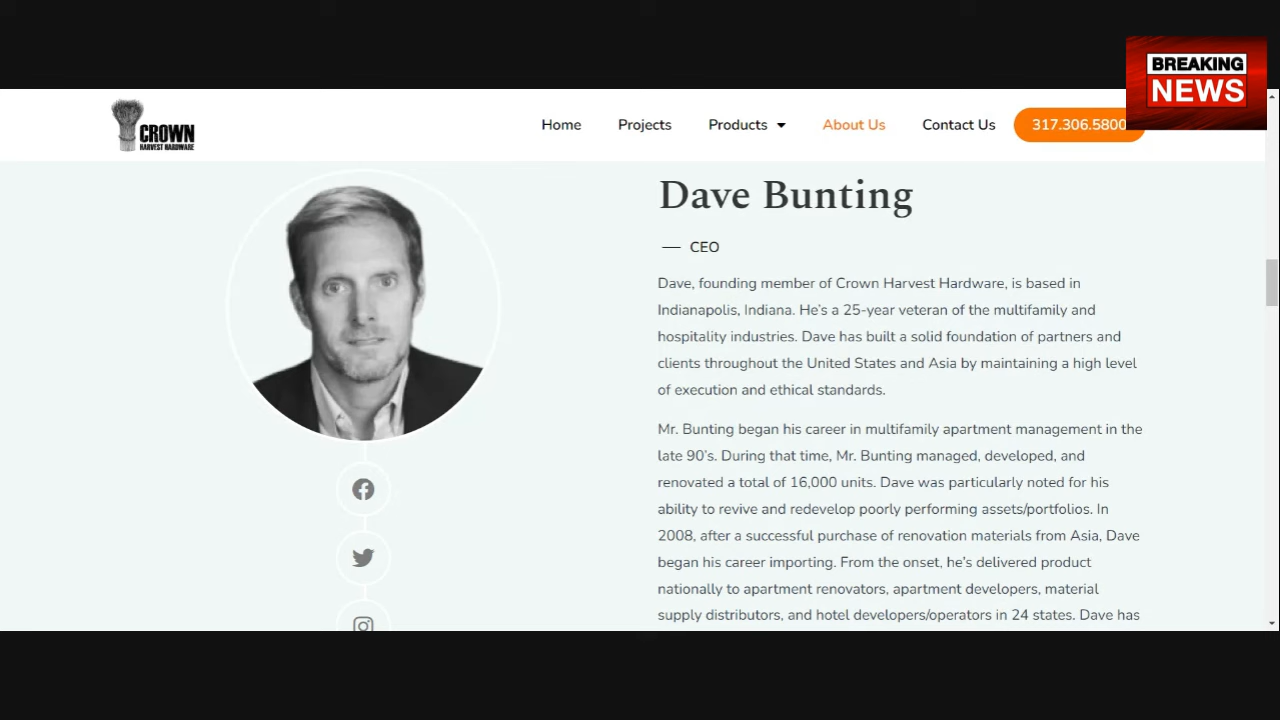 BREAKING
NEWS
CROWN
HARVEST HARDWARE
Home
Projects
Products
About Us
Contact Us
317.306.5800
Dave Bunting
— CEO
Dave, founding member of Crown Harvest Hardware, is based in
Indianapolis, Indiana. He's a 25-year veteran of the multifamily and
hospitality industries. Dave has built a solid foundation of partners and
clients throughout the United States and Asia by maintaining a high level
of execution and ethical standards.
Mr. Bunting began his career in multifamily apartment management in the
late 90's. During that time, Mr. Bunting managed, developed, and
renovated a total of 16,000 units. Dave was particularly noted for his
ability to revive and redevelop poorly performing assets/portfolios. In
2008, after a successful purchase of renovation materials from Asia, Dave
began his career importing. From the onset, he's delivered product
nationally to apartment renovators, apartment developers, material
supply distributors, and hotel developers/operators in 24 states. Dave has